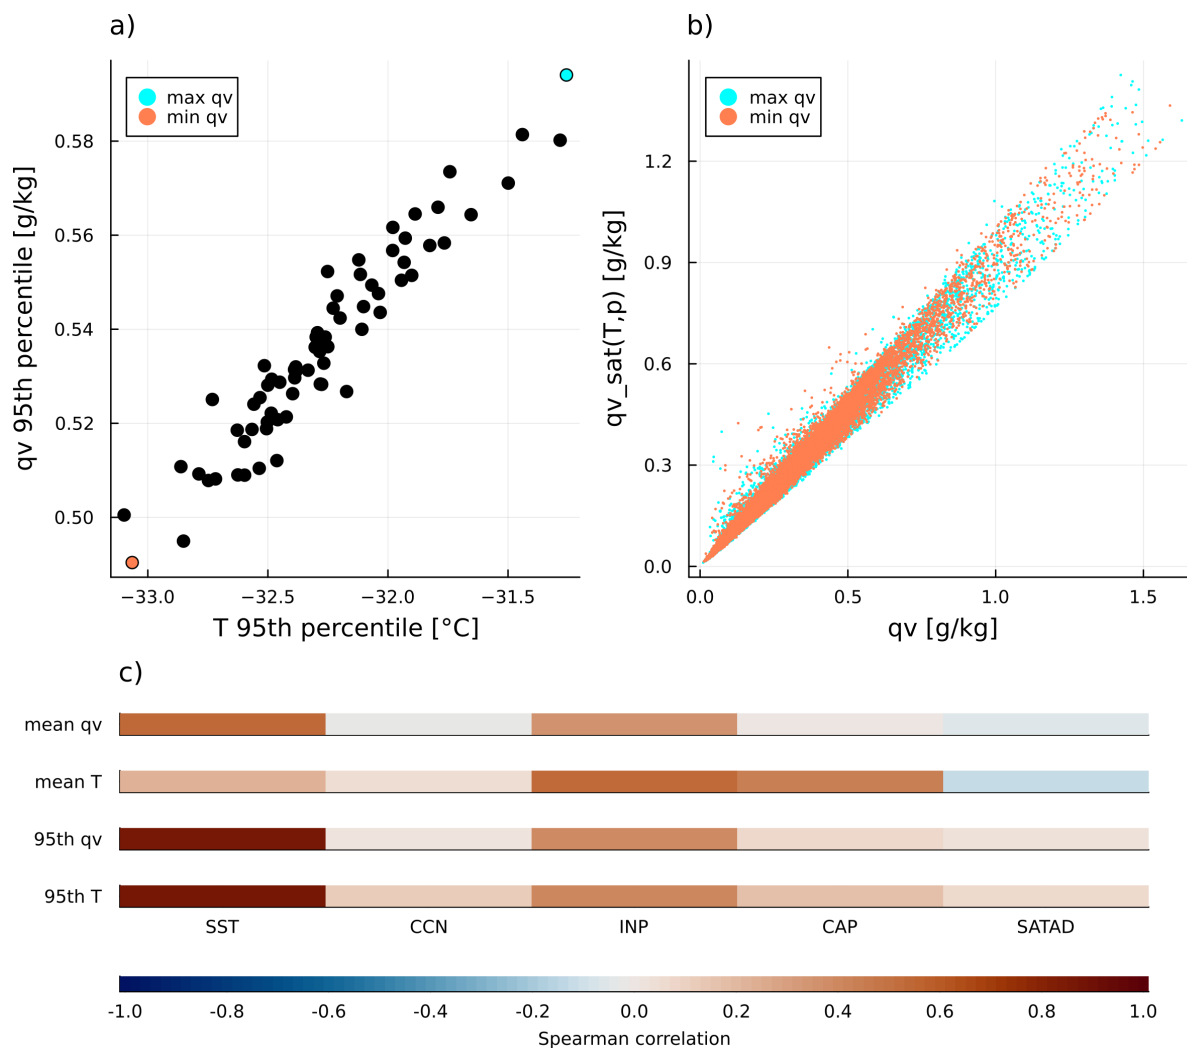 a)
max qv
min qv
qv 95th percentile [g/kg]
0.58
0.56
0.54
0.52
0.50
−33.0
−32.5
−32.0
−31.5
T 95th percentile [°C]
b)
max qv
min qv
qv_sat(T,p) [g/kg]
1.2
0.9
0.6
0.3
0.0
0.0
0.5
1.0
1.5
qv [g/kg]
c)
mean qv
mean T
95th qv
95th T
SST
CCN
INP
CAP
SATAD
-1.0
-0.8
-0.6
-0.4
-0.2
0.0
0.2
0.4
0.6
0.8
1.0
Spearman correlation